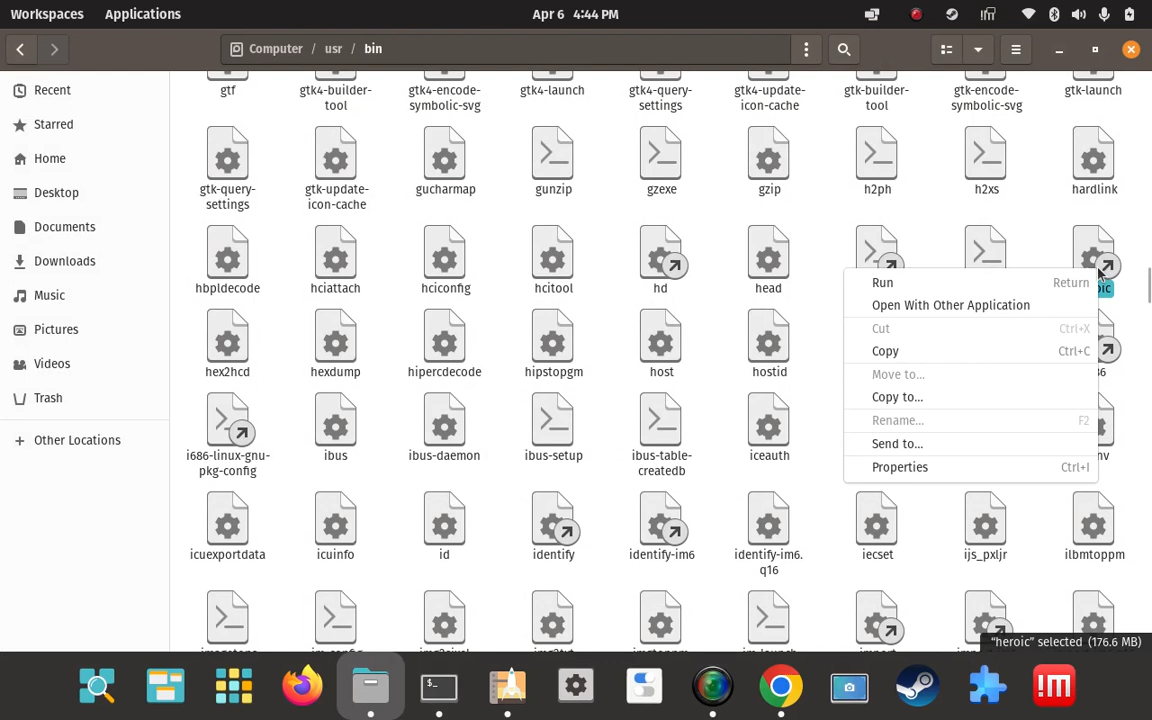 Workspaces Applications Apr 6 4:44 PM
Computer / usr / bin
Recent
Starred
Home
Desktop
Documents
Downloads
Music
Pictures
Videos
Trash
+ Other Locations
gtf gtk4-builder-tool gtk4-encode-symbolic-svg gtk4-launch gtk4-query-settings gtk4-update-icon-cache gtk-builder-tool gtk-encode-symbolic-svg gtk-launch
gtk-query-settings gtk-update-icon-cache gucharmap gunzip gzexe gzip h2ph h2xs hardlink
hbpldecode hciattach hciconfig hcitool hd head
hex2hcd hexdump hipercdecode hipstopgm host hostid
i686-linux-gnu-pkg-config ibus ibus-daemon ibus-setup ibus-table-createdb iceauth
icuexportdata icuinfo id identify identify-im6 identify-im6.q16 iecset ijs_pxljr ilbmtoppm
Run Return
Open With Other Application
Cut Ctrl+X
Copy Ctrl+C
Move to...
Copy to...
Rename... F2
Send to...
Properties Ctrl+I
"heroic" selected (176.6 MB)